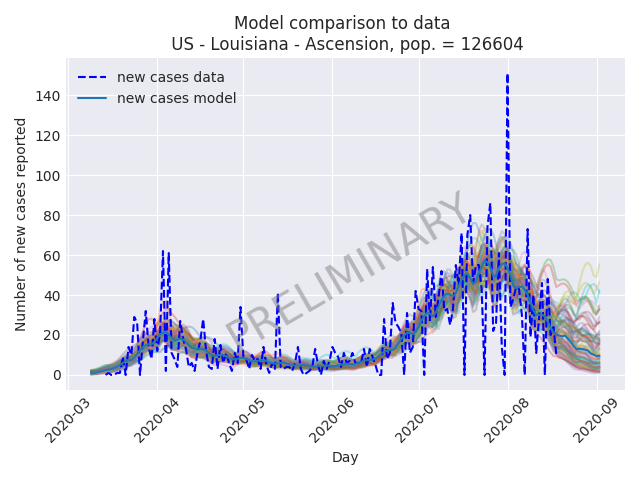 Model comparison to data
US - Louisiana - Ascension, pop. = 126604
new cases data
new cases model
Number of new cases reported
140
120
100
80
60
40
20
0
PRELIMINARY
2020-03
2020-04
2020-05
2020-06
2020-07
2020-08
2020-09
Day